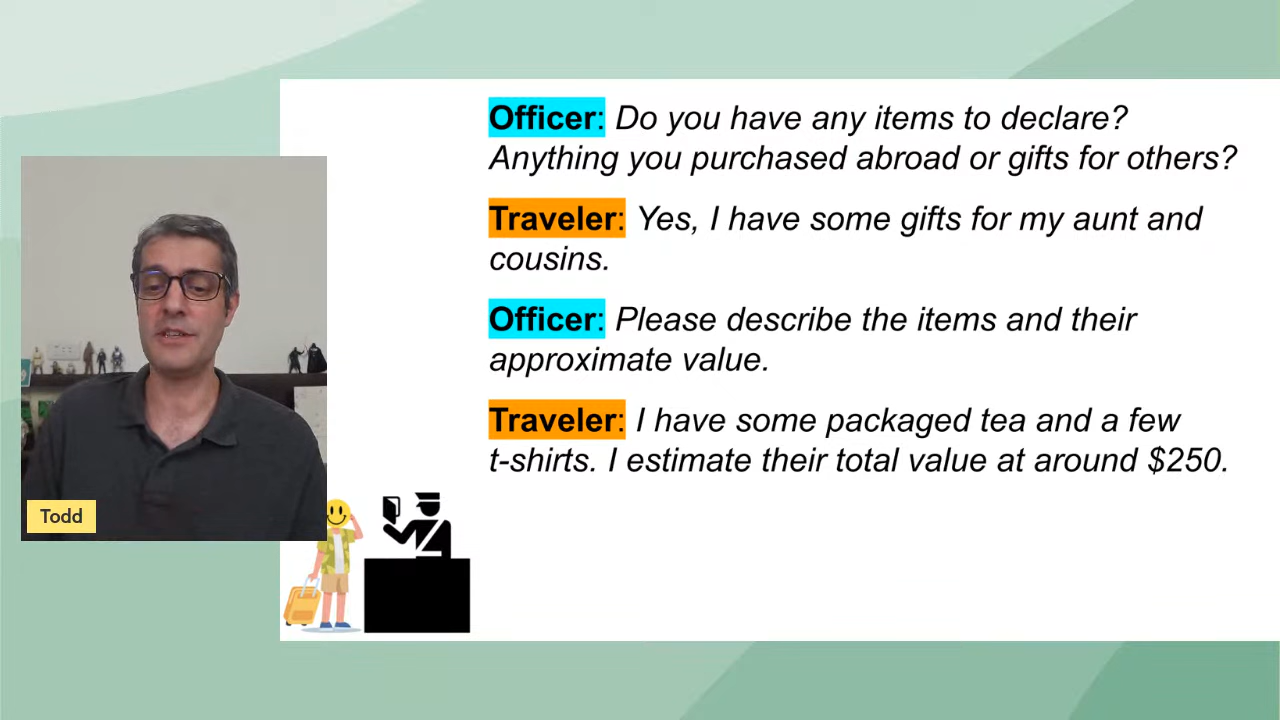 Officer: Do you have any items to declare?
Anything you purchased abroad or gifts for others?
Traveler: Yes, I have some gifts for my aunt and
cousins.
Officer: Please describe the items and their
approximate value.
Traveler: I have some packaged tea and a few
t-shirts. I estimate their total value at around $250.
Todd